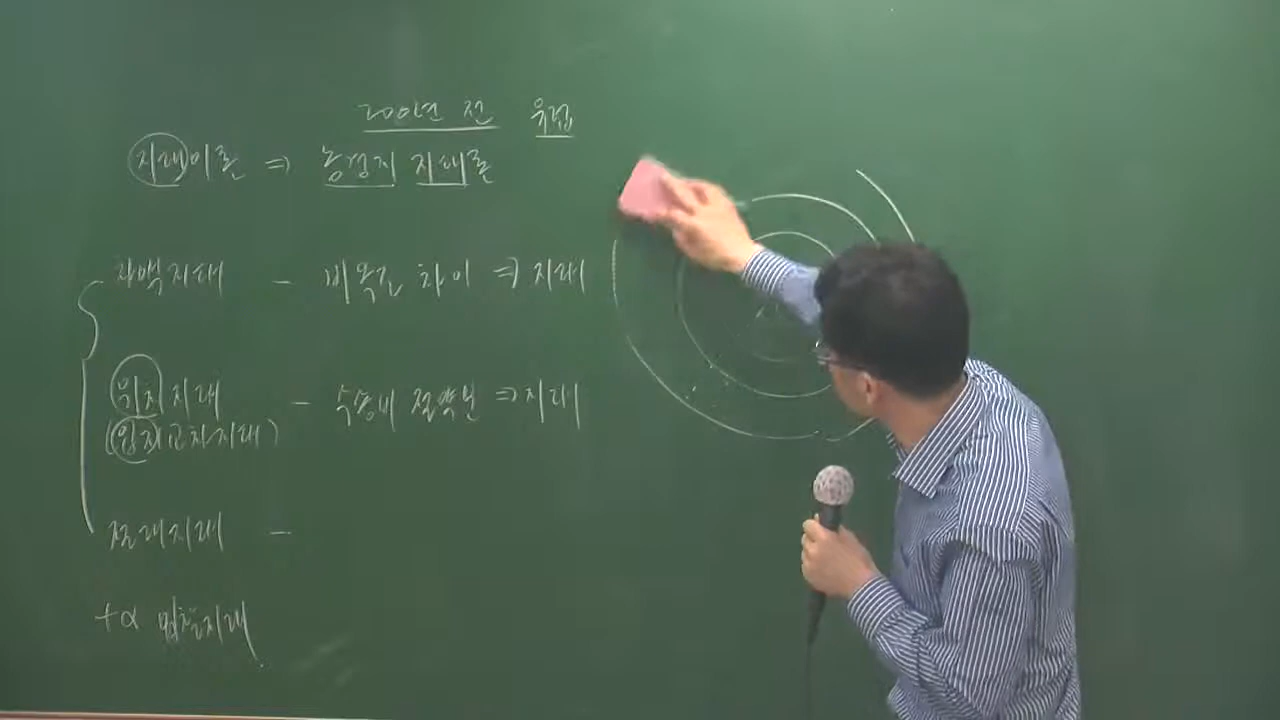 200년 전 유럽
지대이론 ⇒ 농경지 지대론
차액지대 - 비옥도 차이 ⇒ 지대
위치지대 - 수송비 절약분 ⇒ 지대
(입지교차지대)
절대지대 -
+α 마찰지대